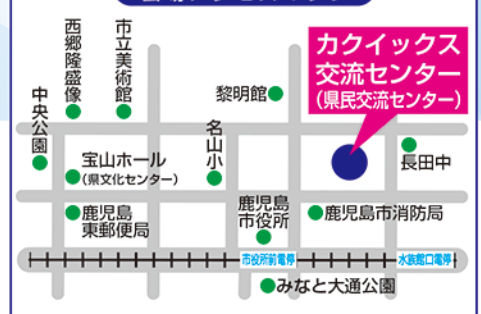 カクイックス
交流センター
(県民交流センター)
西郷隆盛像
市立美術館
黎明館
中央公園
名山小
長田中
宝山ホール
(県文化センター)
鹿児島
東郵便局
鹿児島
市役所
鹿児島市消防局
市役所前電停
水族館口電停
みなと大通公園